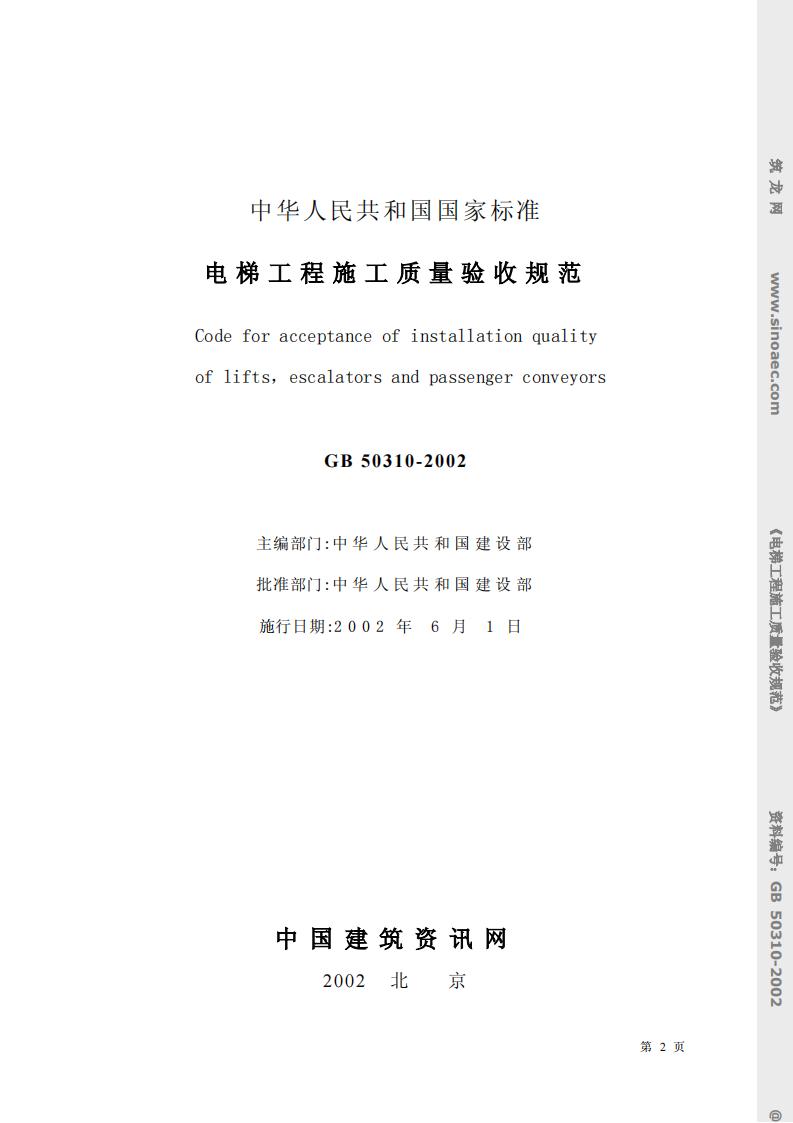 中华人民共和国国家标准
电梯工程施工质量验收规范
Code for acceptance of installation quality
of lifts, escalators and passenger conveyors
GB 50310-2002
主编部门:中华人民共和国建设部
批准部门:中华人民共和国建设部
施行日期:2002 年 6 月 1 日
中国建筑资讯网
2002 北 京
第 2 页
筑龙网
www.sinoaec.com
《电梯工程施工质量验收规范》
资料编号: GB 50310-2002
@